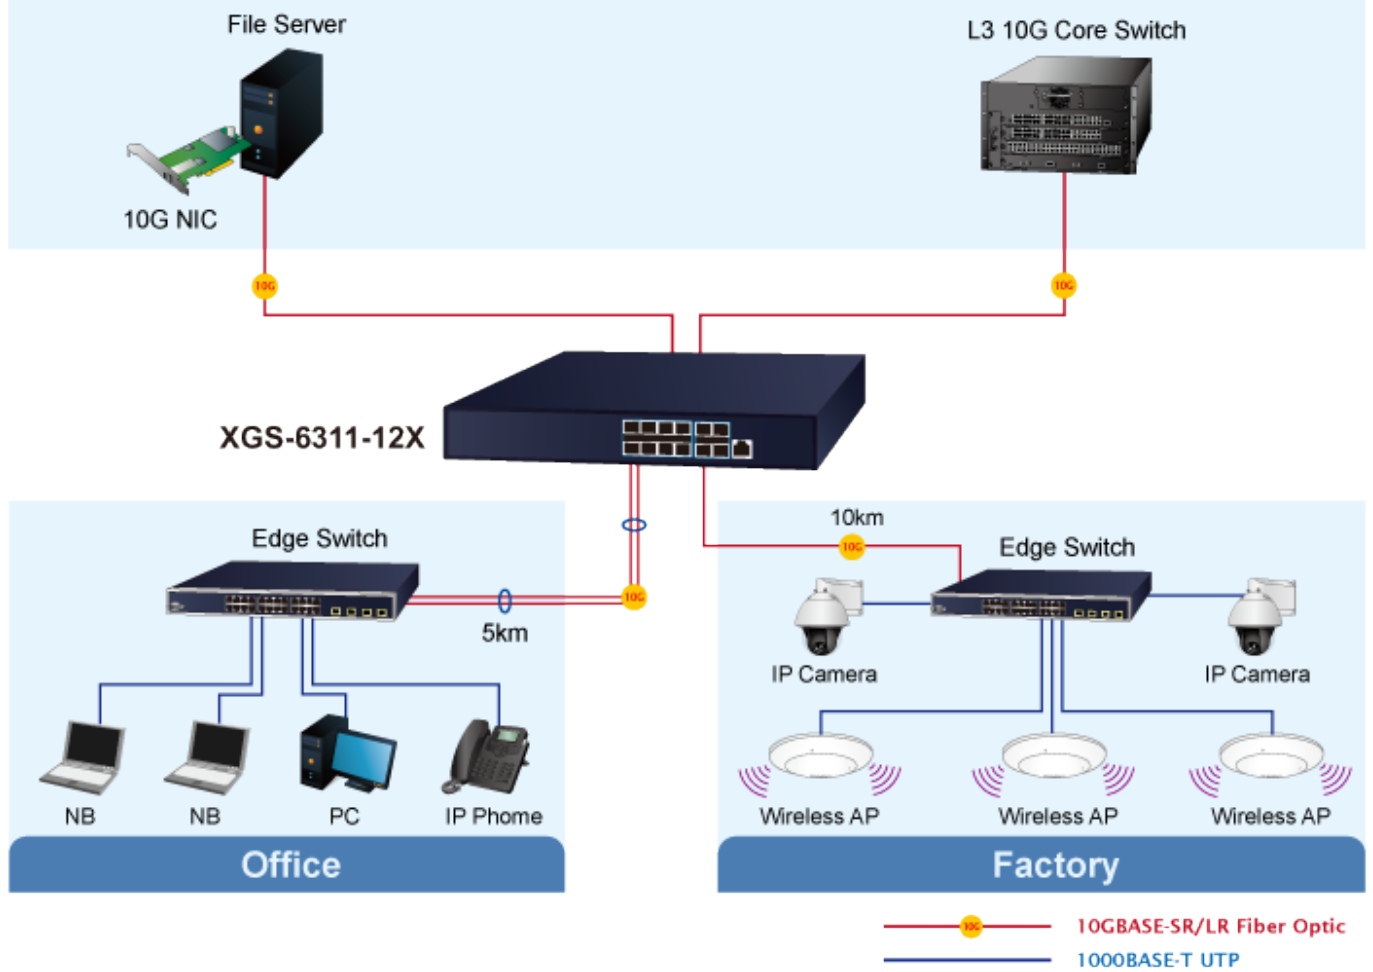 File Server
L3 10G Core Switch
10G NIC
10G
10G
XGS-6311-12X
10km
Edge Switch
10G
Edge Switch
10G
5km
IP Camera
IP Camera
NB
NB
PC
IP Phome
Wireless AP
Wireless AP
Wireless AP
Office
Factory
10G
10GBASE-SR/LR Fiber Optic
1000BASE-T UTP